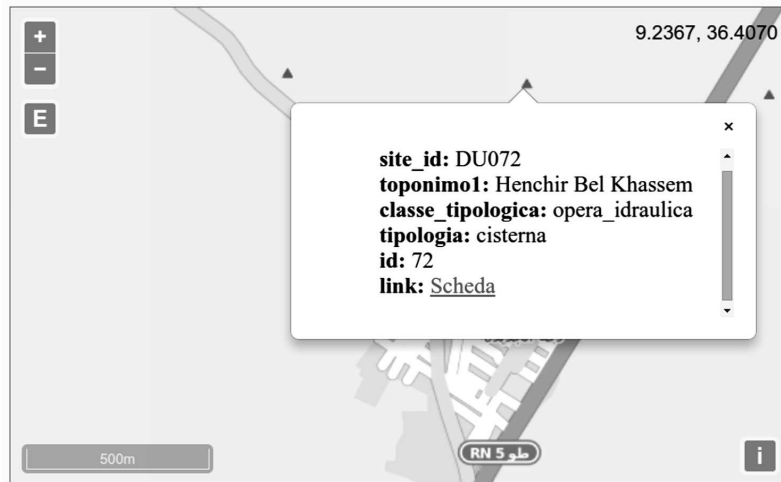 +
9.2367, 36.4070
−
E
×
site_id: DU072
toponimo1: Henchir Bel Khassem
classe_tipologica: opera_idraulica
tipologia: cisterna
id: 72
link: Scheda
RN 5 طو
500m
i